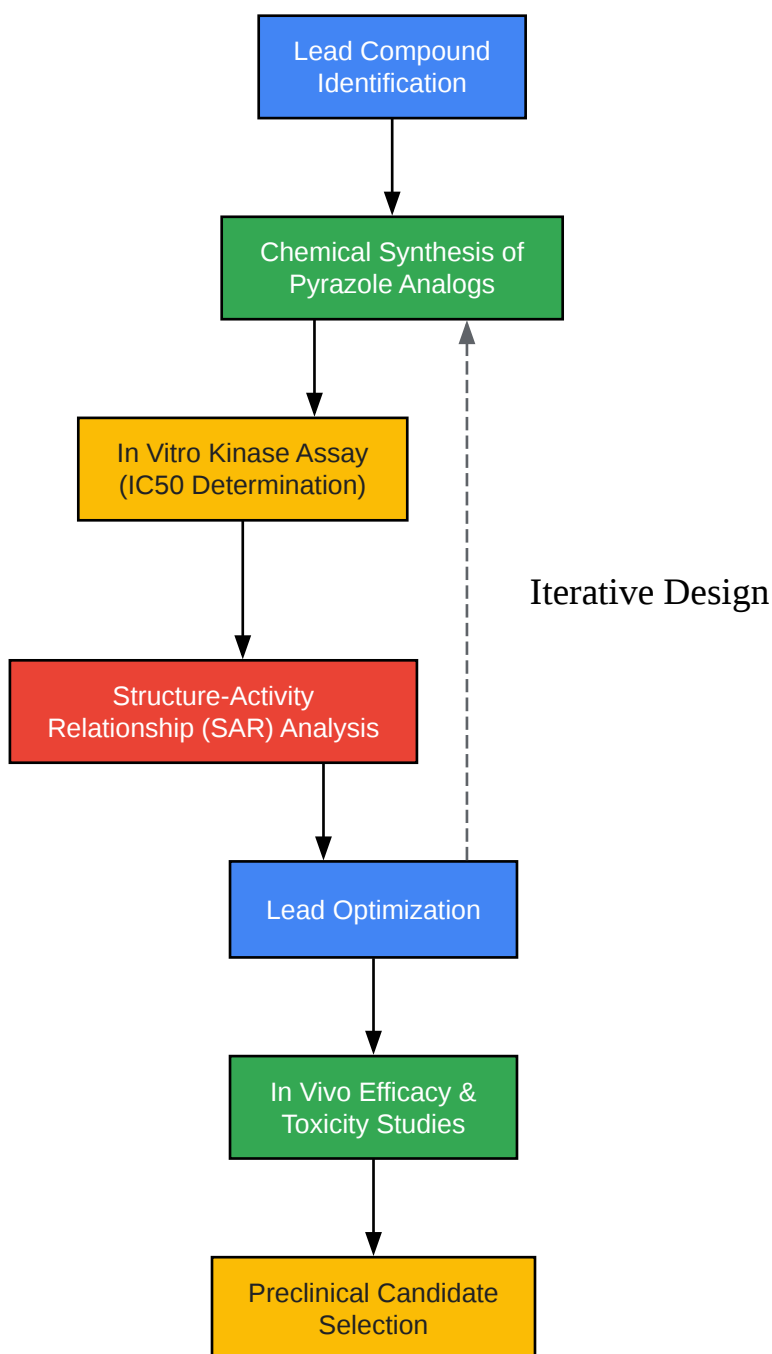 Lead Compound
Identification
Chemical Synthesis of
Pyrazole Analogs
In Vitro Kinase Assay
(IC50 Determination)
Iterative Design
Structure-Activity
Relationship (SAR) Analysis
Lead Optimization
In Vivo Efficacy &
Toxicity Studies
Preclinical Candidate
Selection